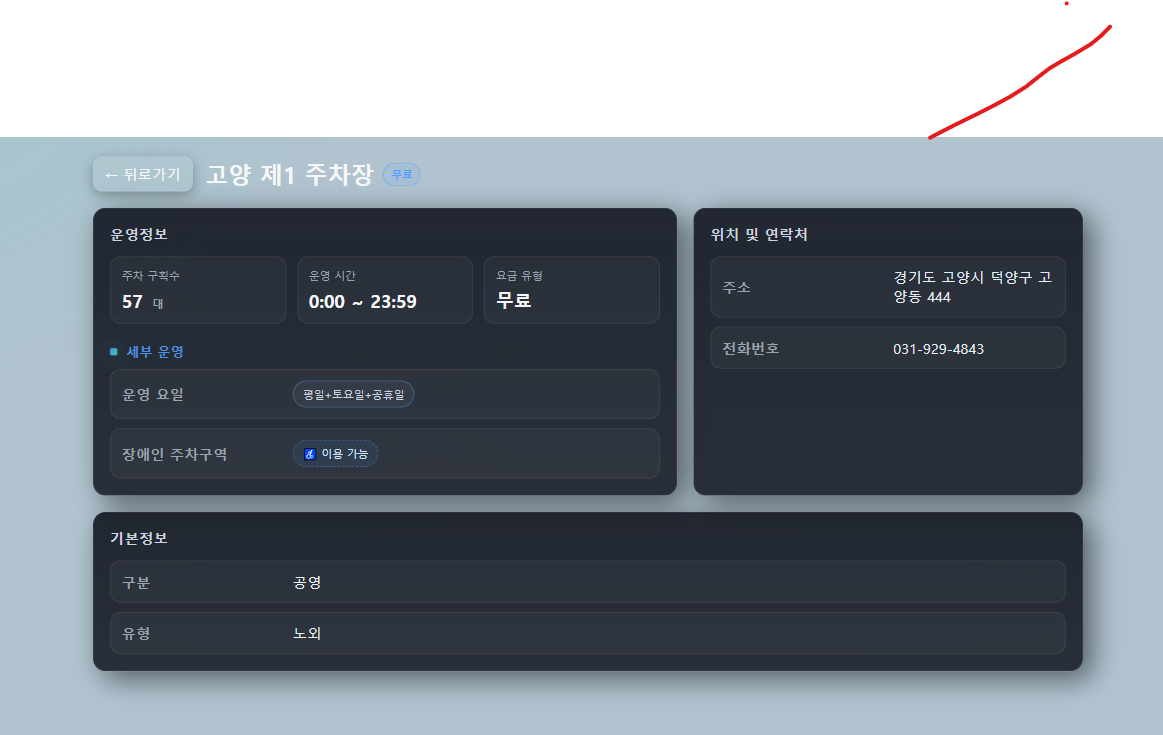 ← 뒤로가기 고양 제1 주차장 무료
운영정보
주차 구획수
57 대
운영 시간
0:00 ~ 23:59
요금 유형
무료
세부 운영
운영 요일 평일+토요일+공휴일
장애인 주차구역 ♿ 이용 가능
위치 및 연락처
주소 경기도 고양시 덕양구 고
양동 444
전화번호 031-929-4843
기본정보
구분 공영
유형 노외